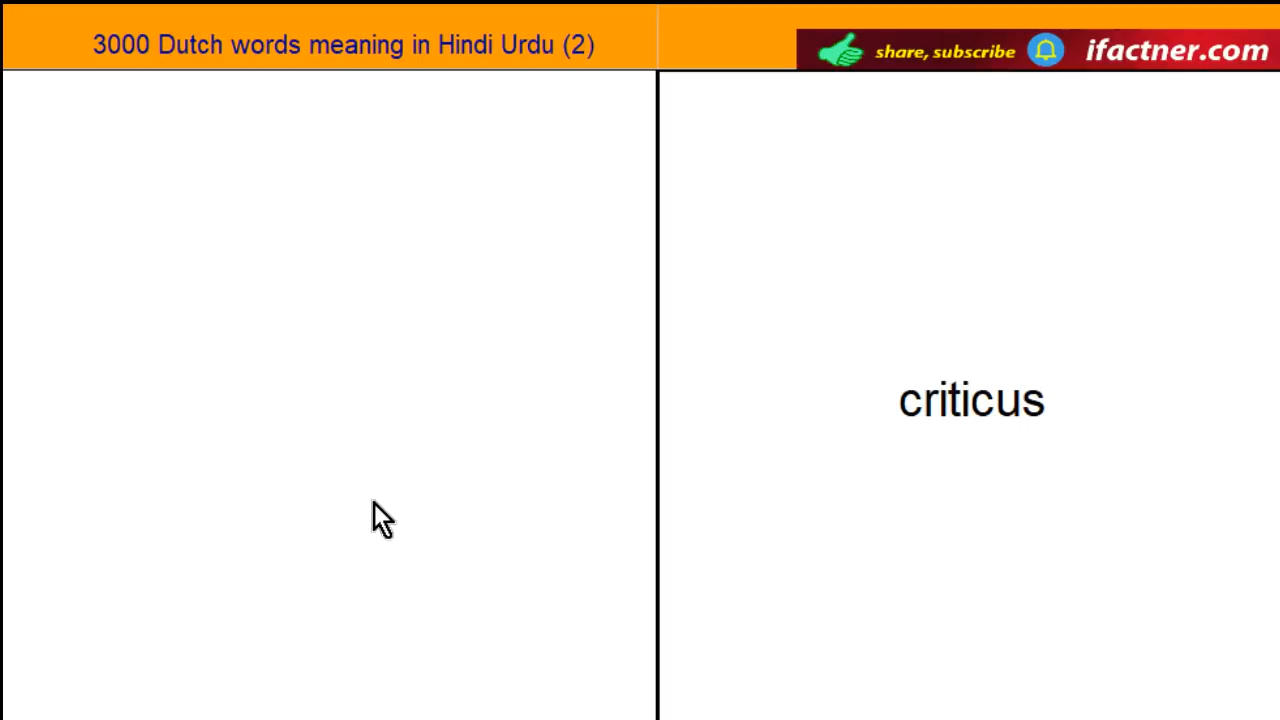 3000 Dutch words meaning in Hindi Urdu (2)
share, subscribe
ifactner.com
criticus